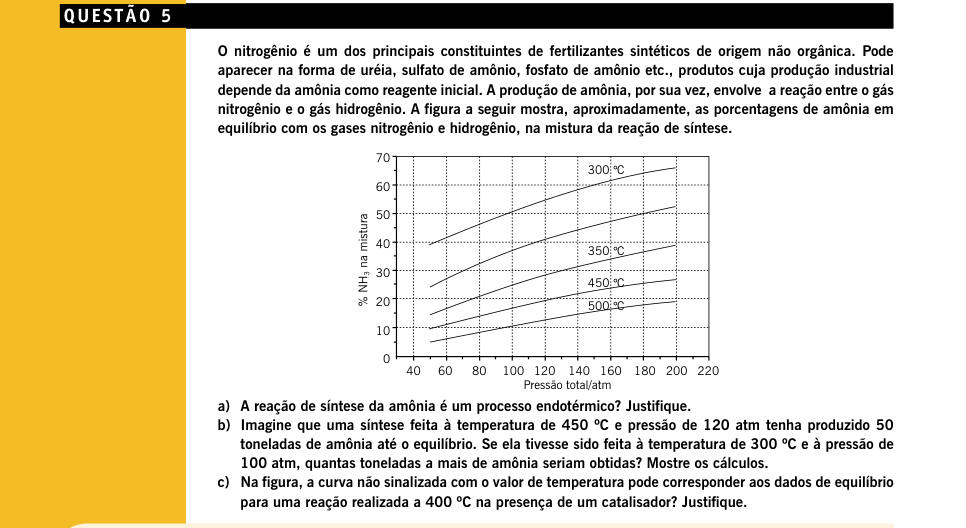 QUESTÃO 5
O nitrogênio é um dos principais constituintes de fertilizantes sintéticos de origem não orgânica. Pode
aparecer na forma de uréia, sulfato de amônio, fosfato de amônio etc., produtos cuja produção industrial
depende da amônia como reagente inicial. A produção de amônia, por sua vez, envolve a reação entre o gás
nitrogênio e o gás hidrogênio. A figura a seguir mostra, aproximadamente, as porcentagens de amônia em
equilíbrio com os gases nitrogênio e hidrogênio, na mistura da reação de síntese.
70
60
50
40
30
20
10
0
% NH₃ na mistura
300 ºC
350 ºC
450 ºC
500 ºC
40 60 80 100 120 140 160 180 200 220
Pressão total/atm
a) A reação de síntese da amônia é um processo endotérmico? Justifique.
b) Imagine que uma síntese feita à temperatura de 450 ºC e pressão de 120 atm tenha produzido 50
toneladas de amônia até o equilíbrio. Se ela tivesse sido feita à temperatura de 300 ºC e à pressão de
100 atm, quantas toneladas a mais de amônia seriam obtidas? Mostre os cálculos.
c) Na figura, a curva não sinalizada com o valor de temperatura pode corresponder aos dados de equilíbrio
para uma reação realizada a 400 ºC na presença de um catalisador? Justifique.